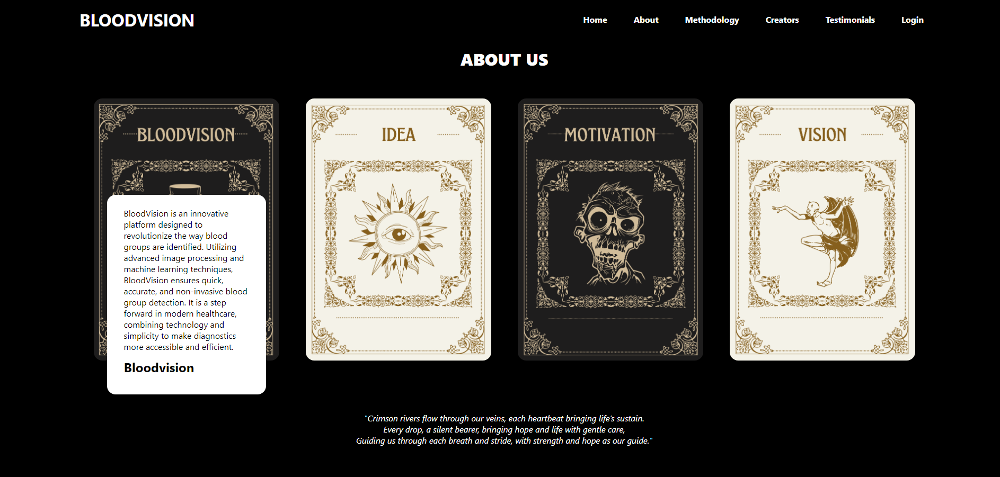 BLOODVISION
Home About Methodology Creators Testimonials Login
ABOUT US
BLOODVISION
IDEA
MOTIVATION
VISION
BloodVision is an innovative
platform designed to
revolutionize the way blood
groups are identified. Utilizing
advanced image processing and
machine learning techniques,
BloodVision ensures quick,
accurate, and non-invasive blood
group detection. It is a step
forward in modern healthcare,
combining technology and
simplicity to make diagnostics
more accessible and efficient.
Bloodvision
"Crimson rivers flow through our veins, each heartbeat bringing life's sustain.
Every drop, a silent bearer, bringing hope and life with gentle care,
Guiding us through each breath and stride, with strength and hope as our guide."